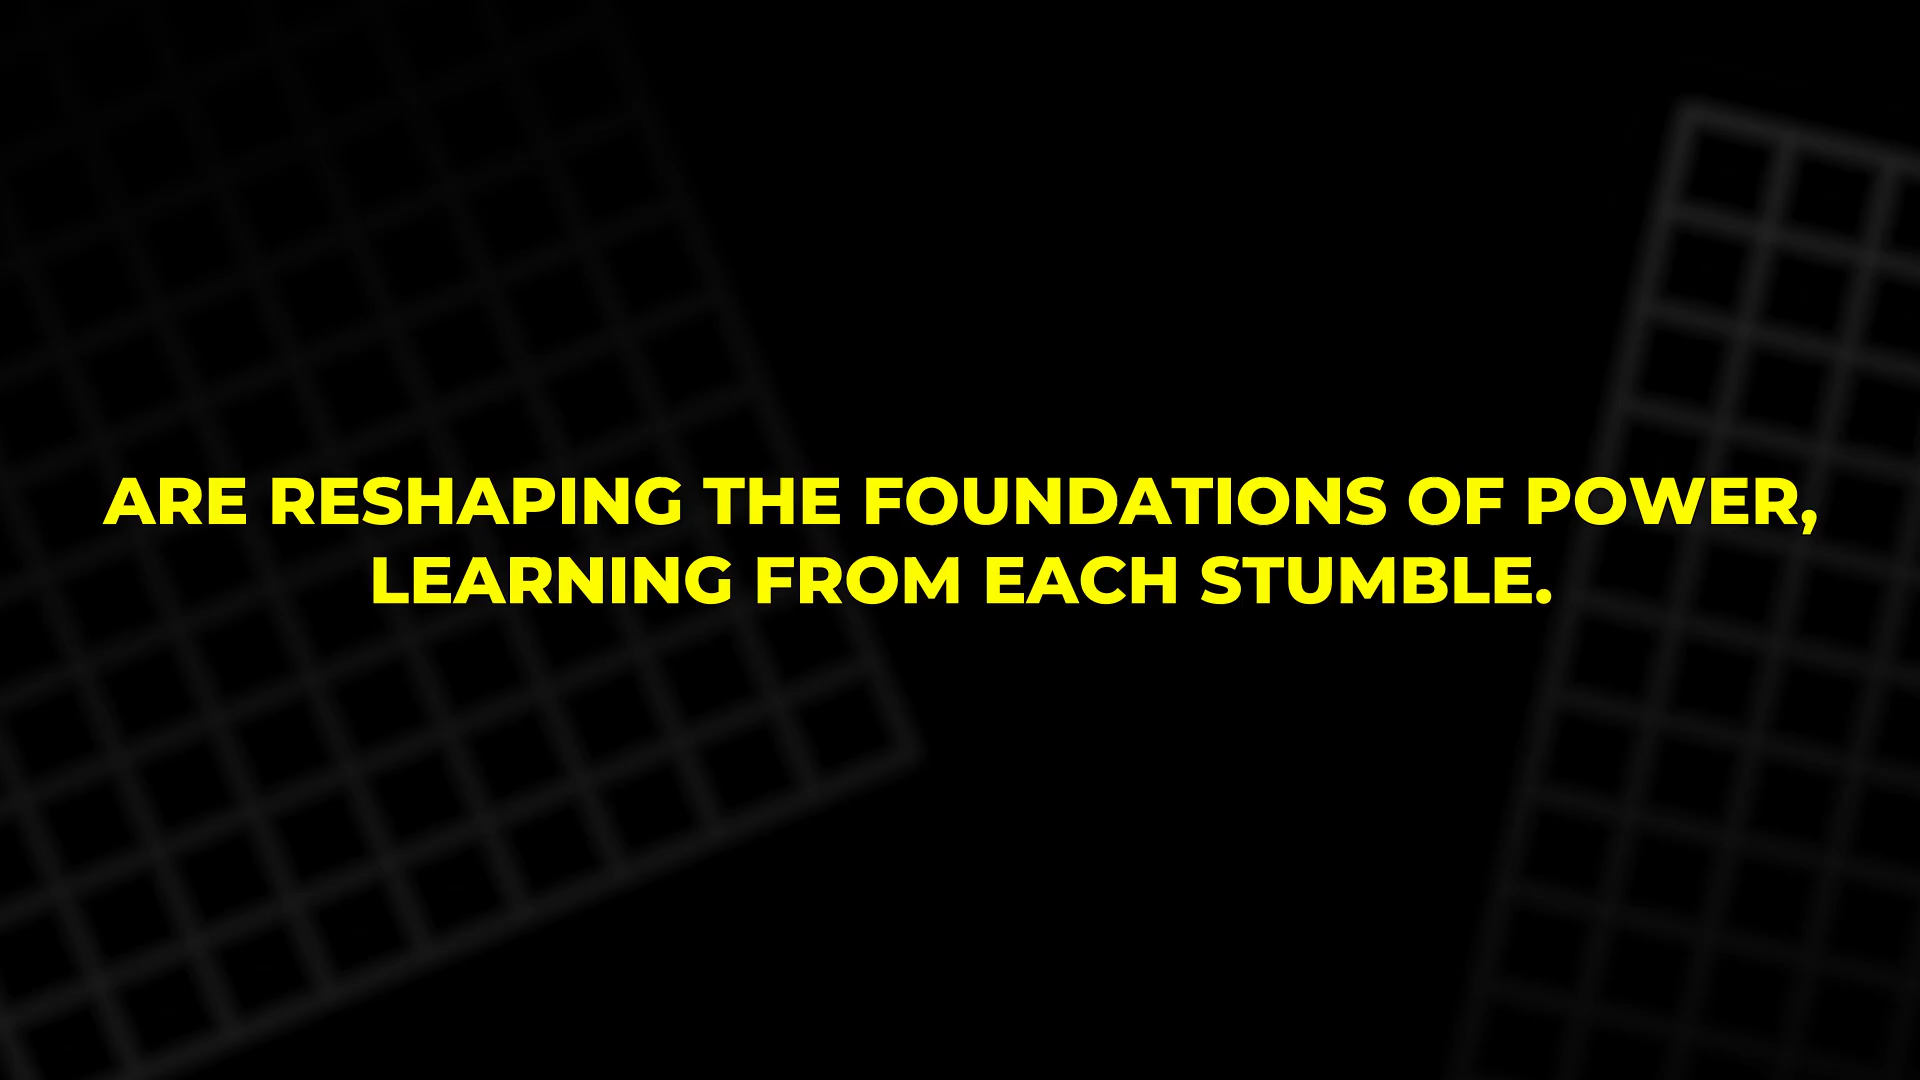 ARE RESHAPING THE FOUNDATIONS OF POWER,
LEARNING FROM EACH STUMBLE.